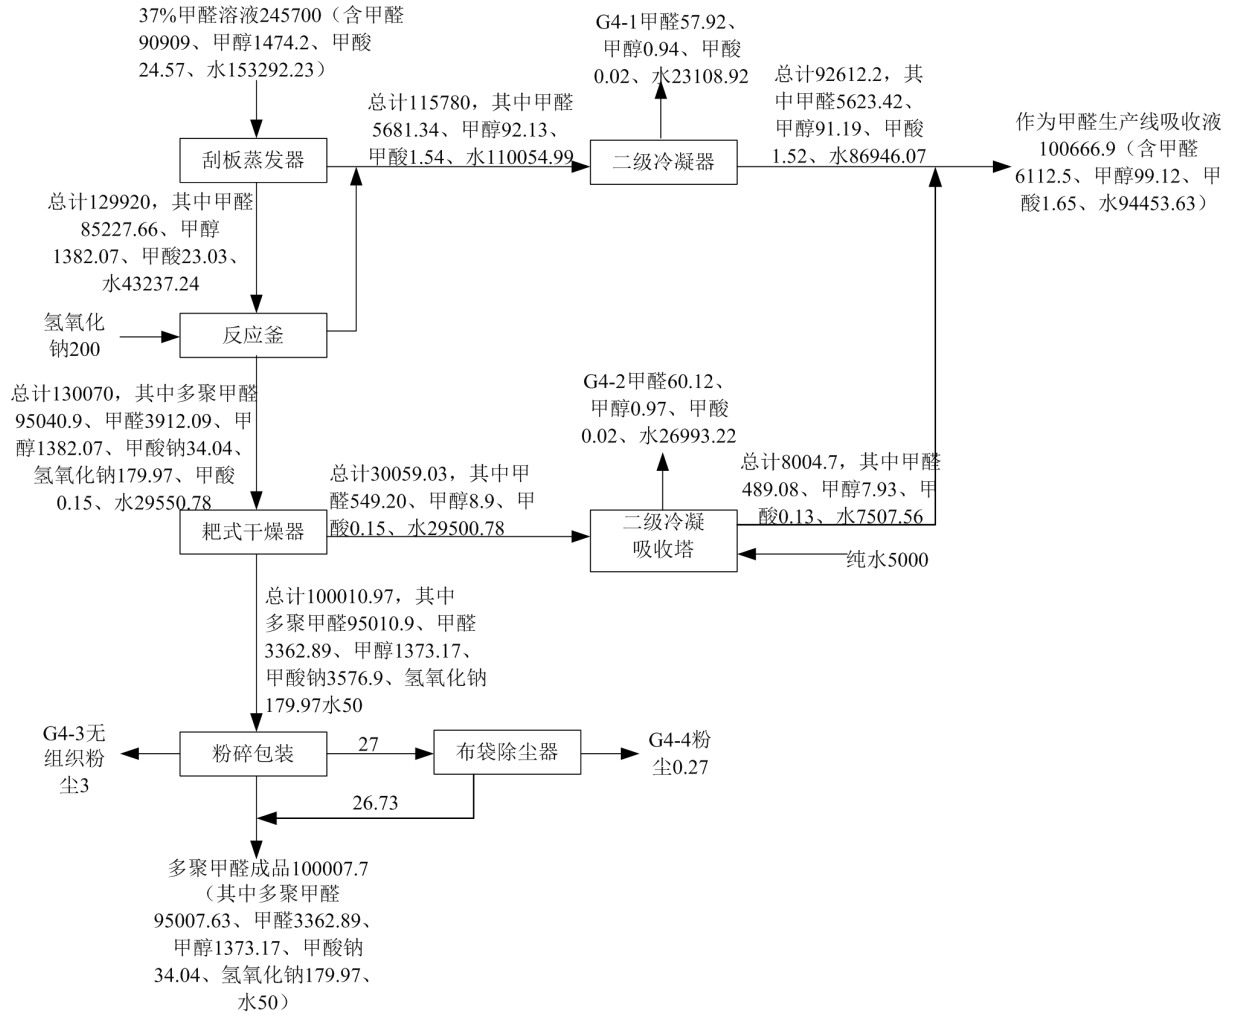 37%甲醛溶液245700（含甲醛
90909、甲醇1474.2、甲酸
24.57、水153292.23）
G4-1甲醛57.92、
甲醇0.94、甲酸
0.02、水23108.92
总计115780，其中甲醛
5681.34、甲醇92.13、
甲酸1.54、水110054.99
总计92612.2，其
中甲醛5623.42、
甲醇91.19、甲酸
1.52、水86946.07
作为甲醛生产线吸收液
100666.9（含甲醛
6112.5、甲醇99.12、甲
酸1.65、水94453.63）
刮板蒸发器
二级冷凝器
总计129920，其中甲醛
85227.66、甲醇
1382.07、甲酸23.03、
水43237.24
氢氧化
钠200
反应釜
总计130070，其中多聚甲醛
95040.9、甲醛3912.09、甲
醇1382.07、甲酸钠34.04、
氢氧化钠179.97、甲酸
0.15、水29550.78
G4-2甲醛60.12、
甲醇0.97、甲酸
0.02、水26993.22
总计30059.03，其中甲
醛549.20、甲醇8.9、甲
酸0.15、水29500.78
总计8004.7，其中甲醛
489.08、甲醇7.93、甲
酸0.13、水7507.56
耙式干燥器
二级冷凝
吸收塔
纯水5000
总计100010.97，其中
多聚甲醛95010.9、甲醛
3362.89、甲醇1373.17、
甲酸钠3576.9、氢氧化钠
179.97水50
G4-3无
组织粉
尘3
粉碎包装
27
布袋除尘器
G4-4粉
尘0.27
26.73
多聚甲醛成品100007.7
（其中多聚甲醛
95007.63、甲醛3362.89、
甲醇1373.17、甲酸钠
34.04、氢氧化钠179.97、
水50）